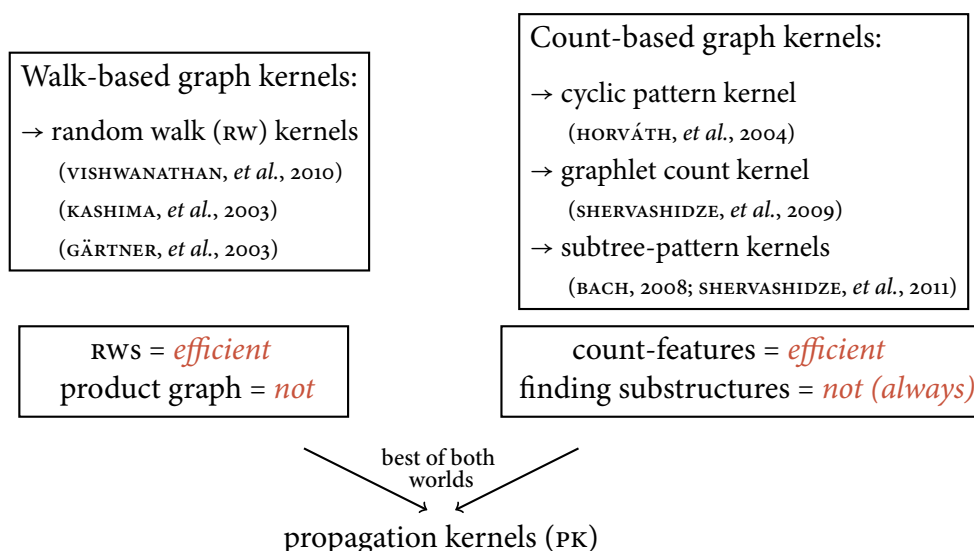 Walk-based graph kernels:
→ random walk (RW) kernels
(VISHWANATHAN, et al., 2010)
(KASHIMA, et al., 2003)
(GÄRTNER, et al., 2003)
Count-based graph kernels:
→ cyclic pattern kernel
(HORVÁTH, et al., 2004)
→ graphlet count kernel
(SHERVASHIDZE, et al., 2009)
→ subtree-pattern kernels
(BACH, 2008; SHERVASHIDZE, et al., 2011)
RWS = efficient
product graph = not
count-features = efficient
finding substructures = not (always)
best of both
worlds
propagation kernels (PK)